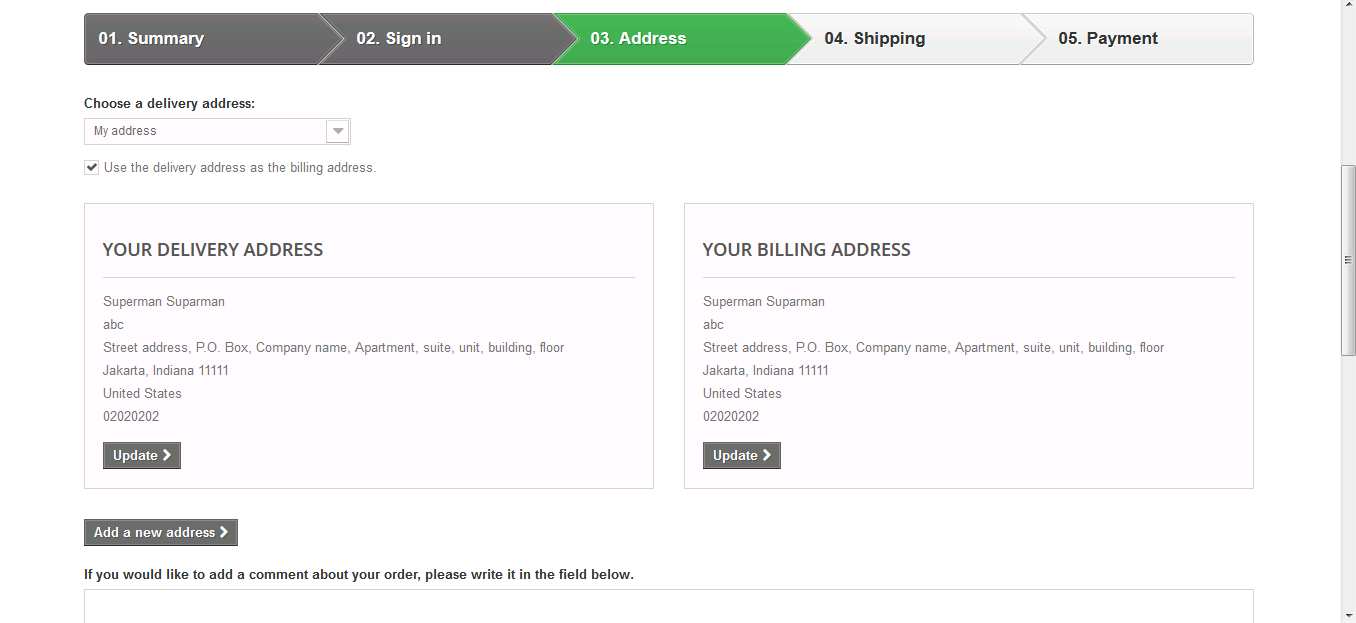 01. Summary 02. Sign in 03. Address 04. Shipping 05. Payment
Choose a delivery address:
My address
Use the delivery address as the billing address.
YOUR DELIVERY ADDRESS
Superman Suparman
abc
Street address, P.O. Box, Company name, Apartment, suite, unit, building, floor
Jakarta, Indiana 11111
United States
02020202
Update
YOUR BILLING ADDRESS
Superman Suparman
abc
Street address, P.O. Box, Company name, Apartment, suite, unit, building, floor
Jakarta, Indiana 11111
United States
02020202
Update
Add a new address
If you would like to add a comment about your order, please write it in the field below.